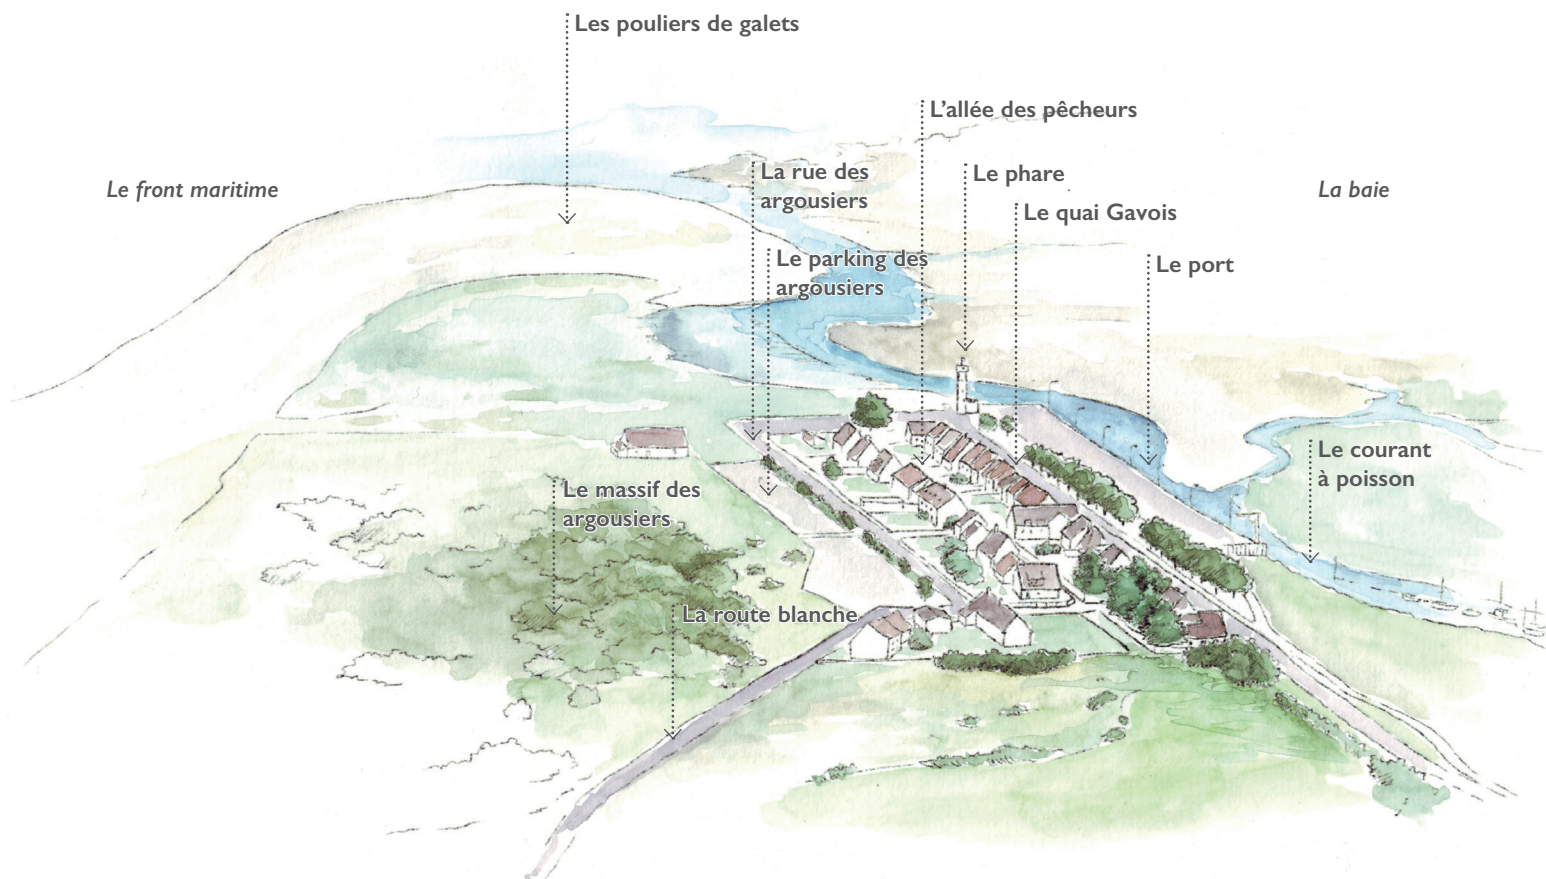 Les pouliers de galets
L'allée des pêcheurs
La rue des
argousiers
Le phare
Le front maritime
La baie
Le quai Gavois
Le parking des
argousiers
Le port
Le courant
à poisson
Le massif des
argousiers
La route blanche